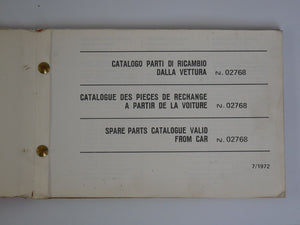 CATALOGO PARTI DI RICAMBIO
DALLA VETTURA N. 02768
CATALOGUE DES PIECES DE RECHANGE
A PARTIR DE LA VOITURE N. 02768
SPARE PARTS CATALOGUE VALID
FROM CAR N. 02768
7/1972